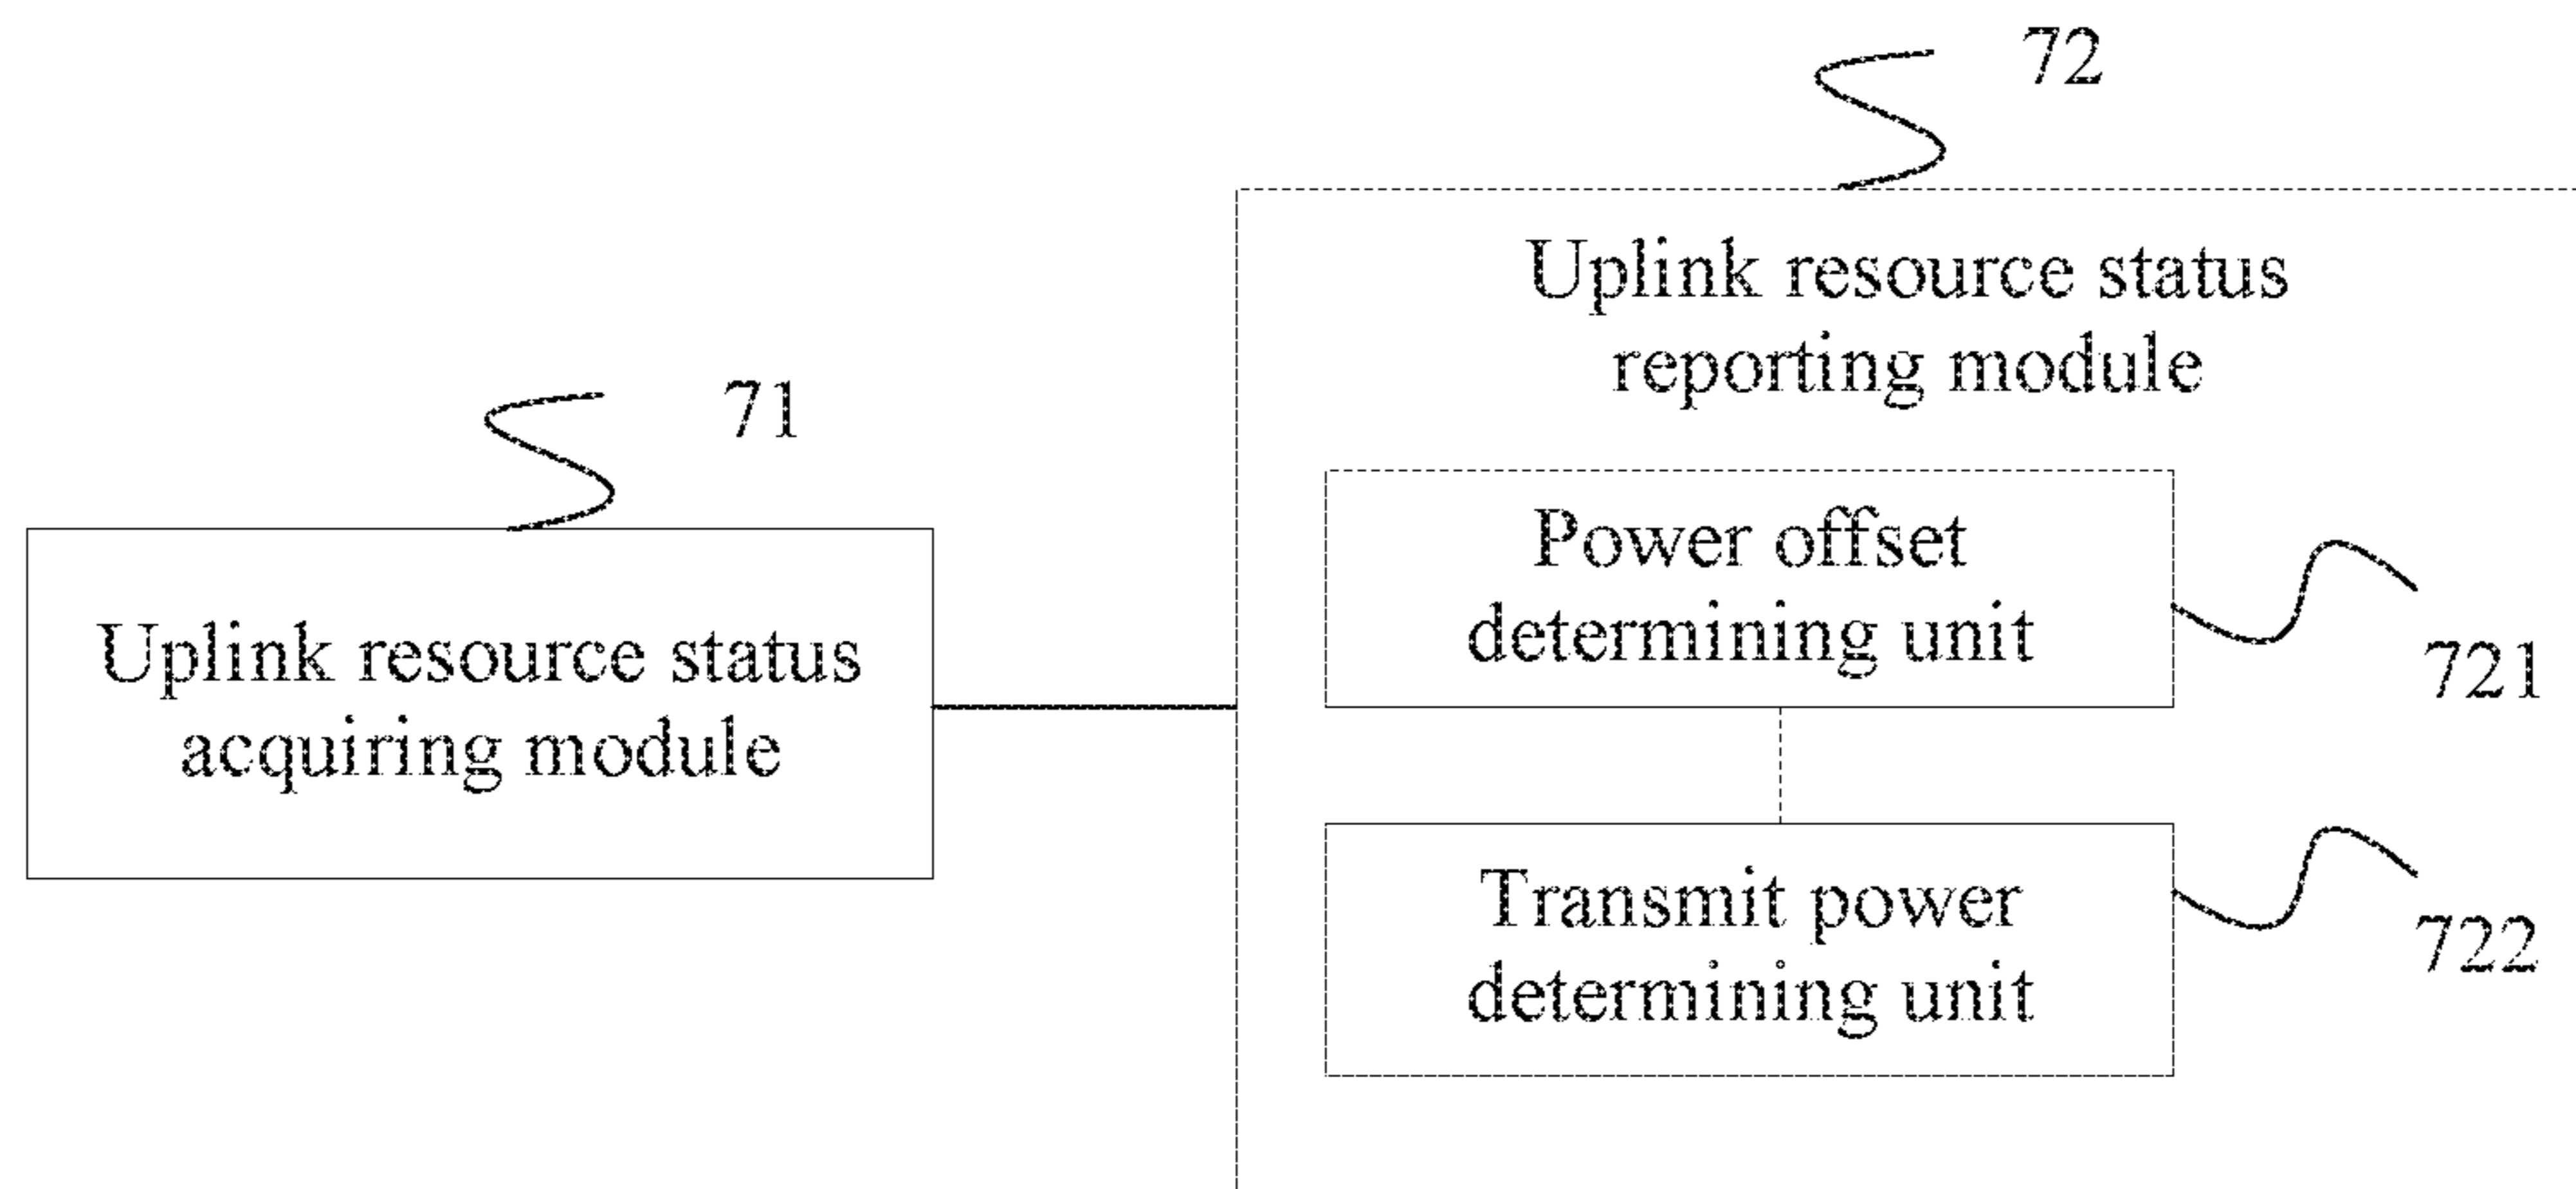 72
Uplink resource status
reporting module
71
Power offset
determining unit
721
Uplink resource status
acquiring module
Transmit power
determining unit
722